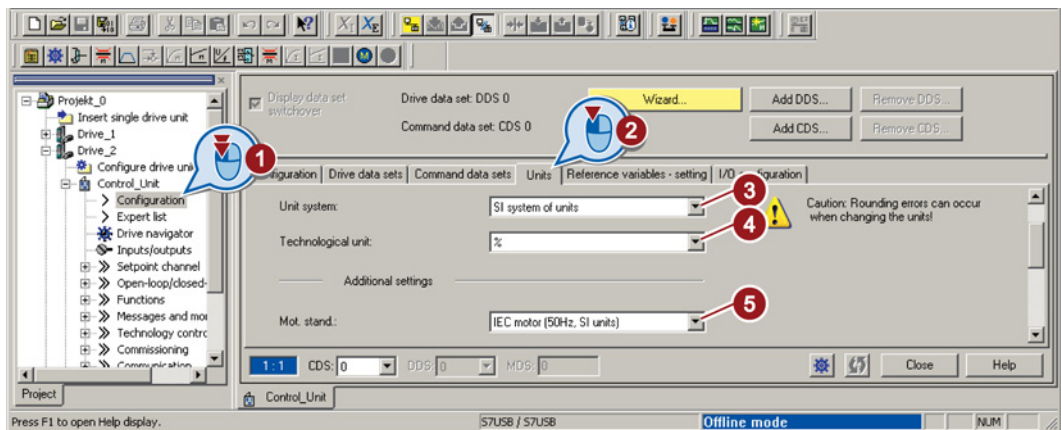 Projekt_0
Insert single drive unit
Drive_1
Drive_2
Configure drive uni
Control_Unit
Configuration
Expert list
Drive navigator
Inputs/outputs
Setpoint channel
Open-loop/closed-
Functions
Messages and mor
Technology contrc
Commissioning
Communication
Project
1
Display data set
switchover
Drive data set: DDS 0
Wizard...
Add DDS...
Remove DDS...
Command data set: CDS 0
2
Add CDS...
Remove CDS...
nfiguration
Drive data sets
Command data sets
Units
Reference variables - setting
I/O configuration
Unit system:
SI system of units
3
Caution: Rounding errors can occur
when changing the units!
Technological unit:
%
4
Additional settings
Mot. stand.:
IEC motor (50Hz, SI units)
5
1 : 1
CDS: 0
DDS: 0
MDS: 0
Close
Help
Control_Unit
Press F1 to open Help display.
S7USB / S7USB
Offline mode
NUM